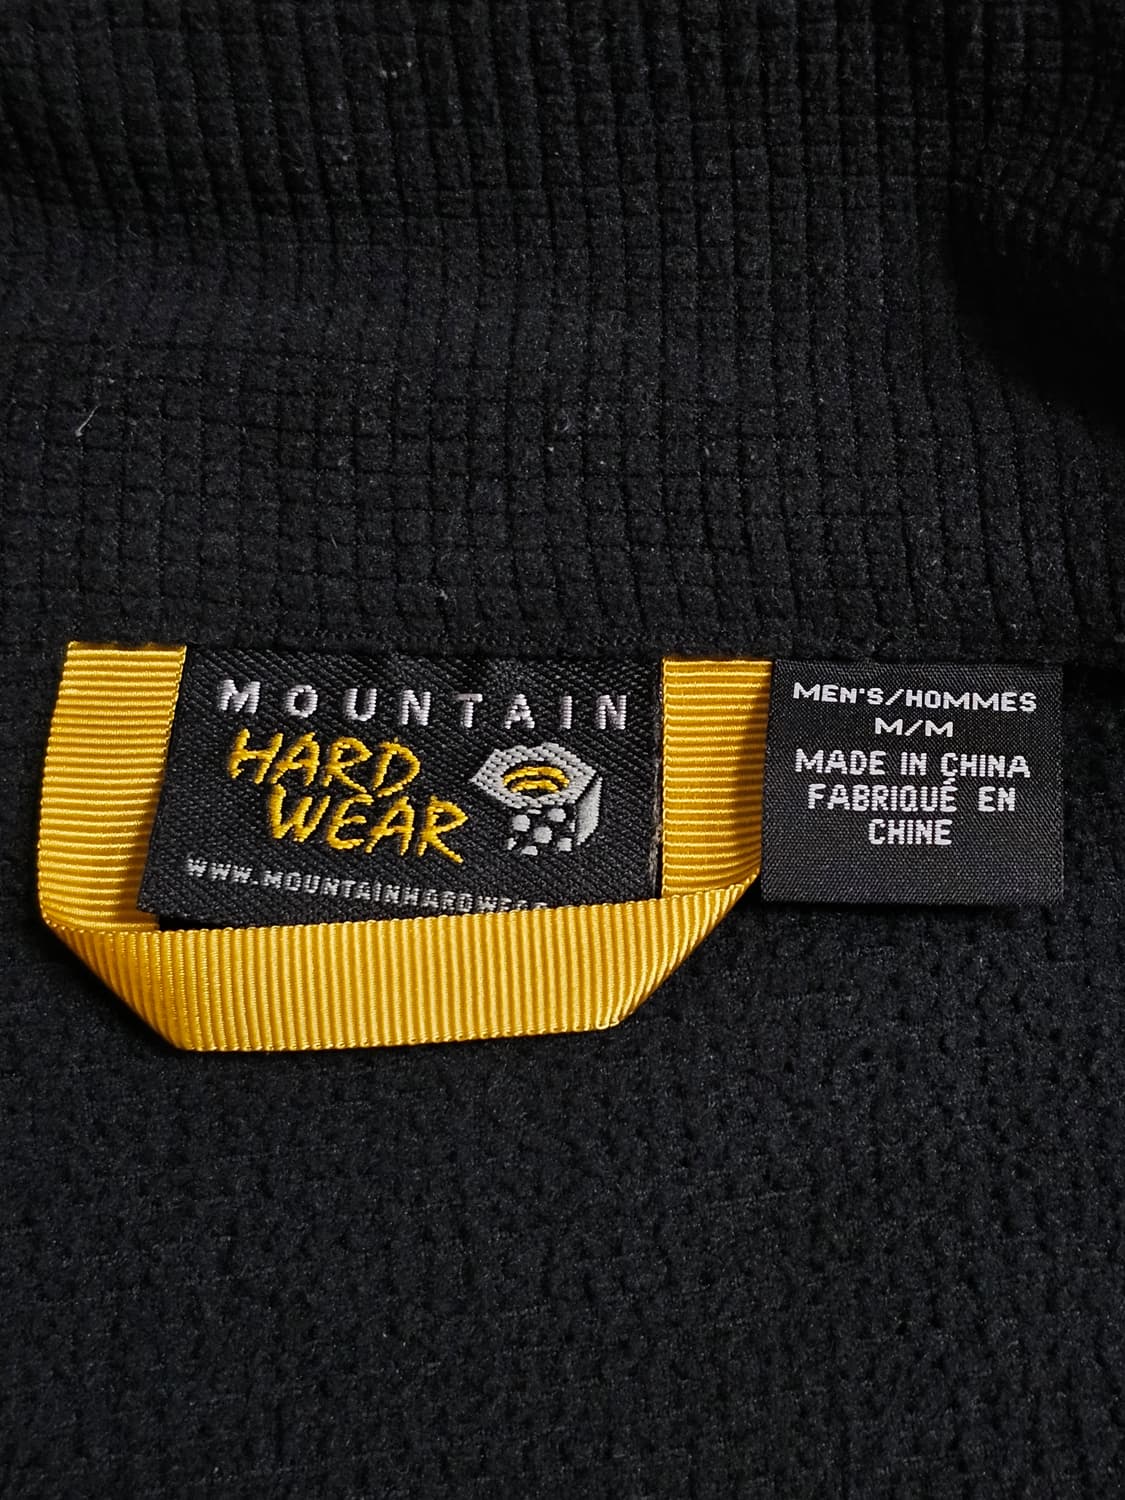 MOUNTAIN
HARD
WEAR
MEN'S/HOMMES
M/M
MADE IN CHINA
FABRIQUÉ EN
CHINE